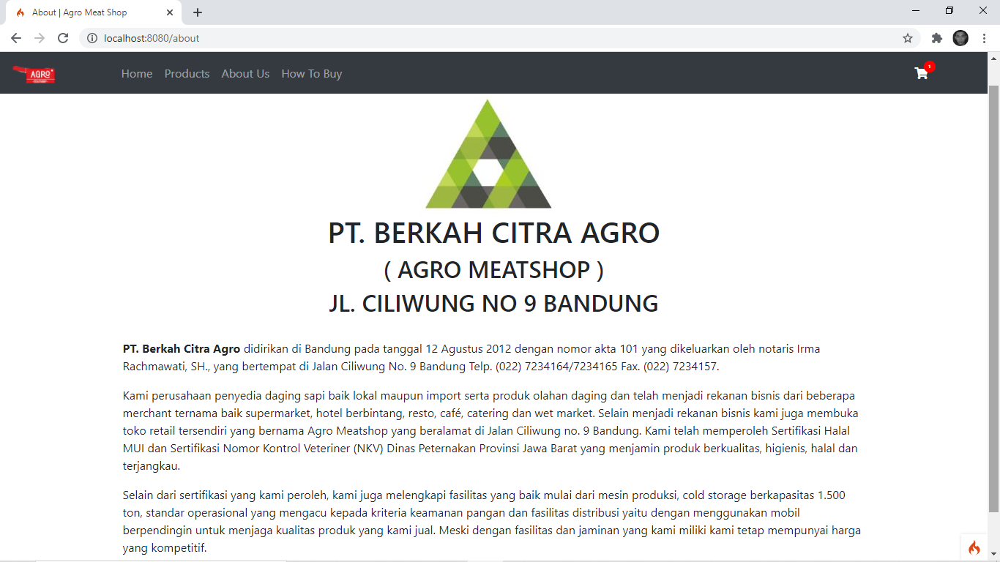 About | Agro Meat Shop
localhost:8080/about
AGRO
Home Products About Us How To Buy
1
PT. BERKAH CITRA AGRO
( AGRO MEATSHOP )
JL. CILIWUNG NO 9 BANDUNG
PT. Berkah Citra Agro didirikan di Bandung pada tanggal 12 Agustus 2012 dengan nomor akta 101 yang dikeluarkan oleh notaris Irma
Rachmawati, SH., yang bertempat di Jalan Ciliwung No. 9 Bandung Telp. (022) 7234164/7234165 Fax. (022) 7234157.
Kami perusahaan penyedia daging sapi baik lokal maupun import serta produk olahan daging dan telah menjadi rekanan bisnis dari beberapa
merchant ternama baik supermarket, hotel berbintang, resto, café, catering dan wet market. Selain menjadi rekanan bisnis kami juga membuka
toko retail tersendiri yang bernama Agro Meatshop yang beralamat di Jalan Ciliwung no. 9 Bandung. Kami telah memperoleh Sertifikasi Halal
MUI dan Sertifikasi Nomor Kontrol Veteriner (NKV) Dinas Peternakan Provinsi Jawa Barat yang menjamin produk berkualitas, higienis, halal dan
terjangkau.
Selain dari sertifikasi yang kami peroleh, kami juga melengkapi fasilitas yang baik mulai dari mesin produksi, cold storage berkapasitas 1.500
ton, standar operasional yang mengacu kepada kriteria keamanan pangan dan fasilitas distribusi yaitu dengan menggunakan mobil
berpendingin untuk menjaga kualitas produk yang kami jual. Meski dengan fasilitas dan jaminan yang kami miliki kami tetap mempunyai harga
yang kompetitif.